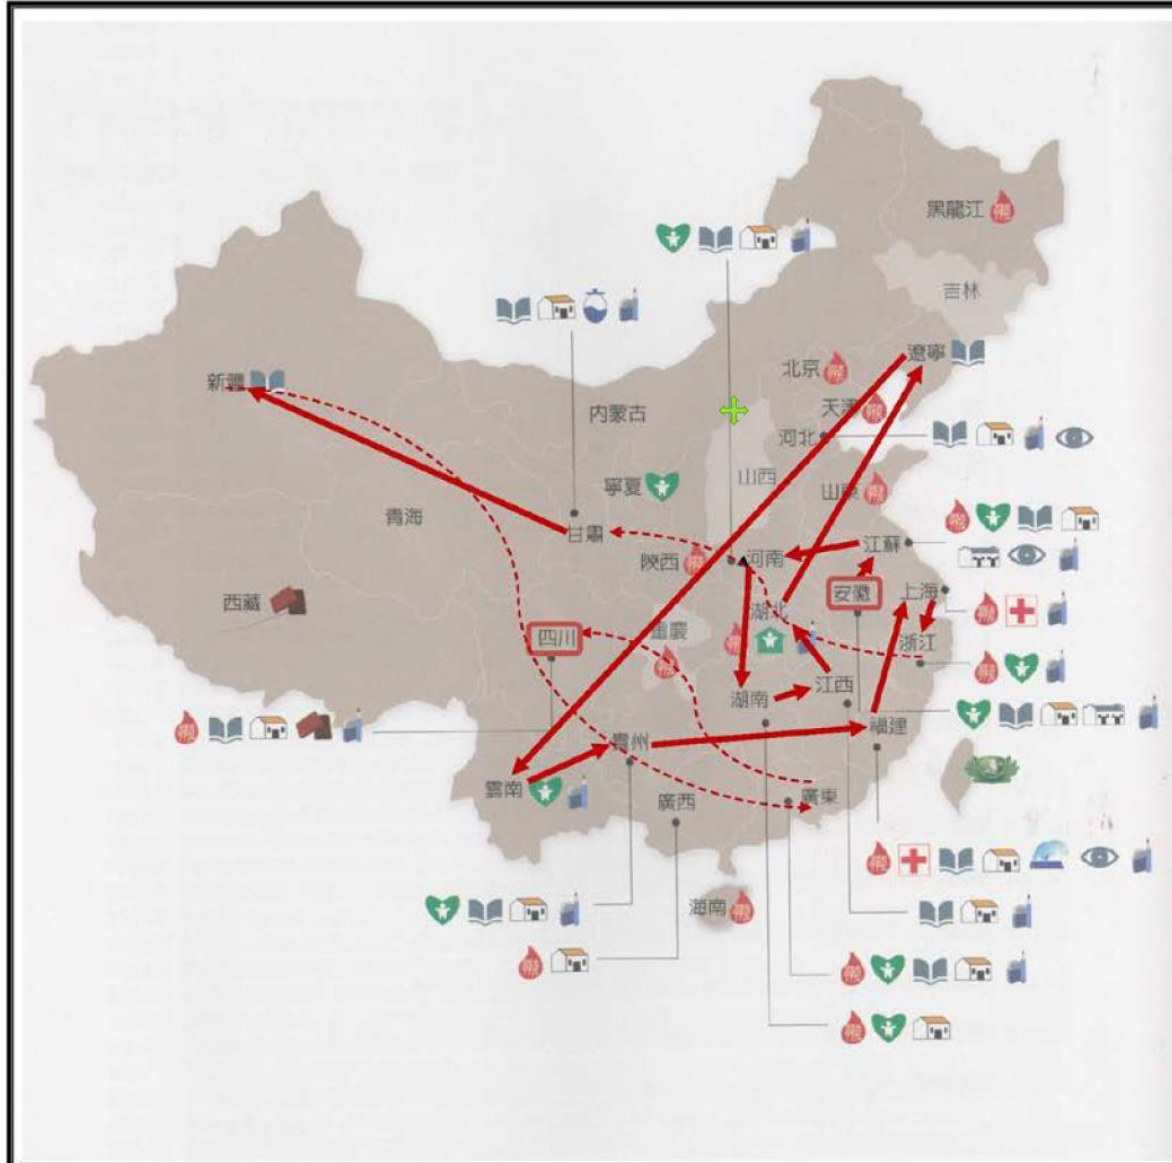 黑龍江
吉林
遼寧
北京
新疆
天津
內蒙古
河北
山西
寧夏
山東
青海
甘肅
江蘇
陝西
河南
安徽
上海
西藏
湖北
四川
重慶
浙江
江西
湖南
福建
貴州
雲南
廣西
廣東
海南